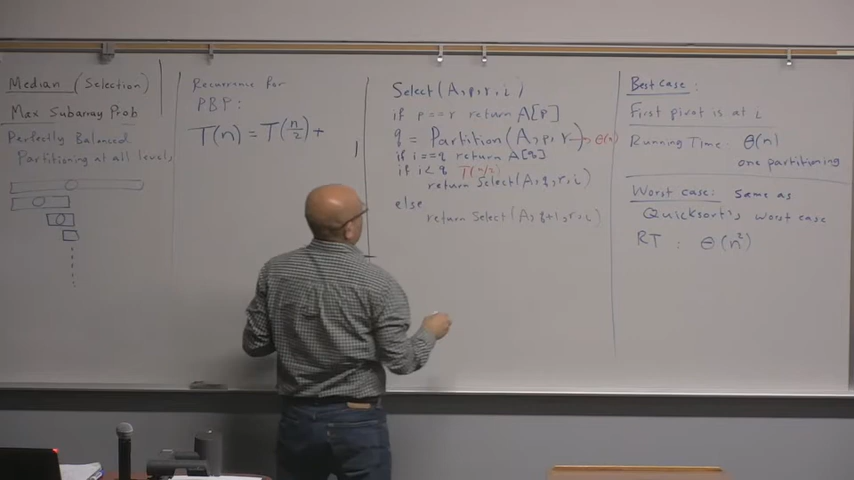 Median (Selection)
Max Subarray Prob
Perfectly Balanced
Partitioning at all level,
Recurrence for
PBP:
T(n) = T(n/2) +
Select (A, p, r, i)
if p == r return A[p]
q = Partition (A, p, r) → Θ(n)
if i == q return A[q]
if i < q T(n/2)
return Select (A, q, r, i)
else
return Select (A, q+1, r, i)
Best case:
First pivot is at i
Running Time: Θ(n)
one partitioning
Worst case: same as
Quicksort's worst case
RT : Θ(n²)